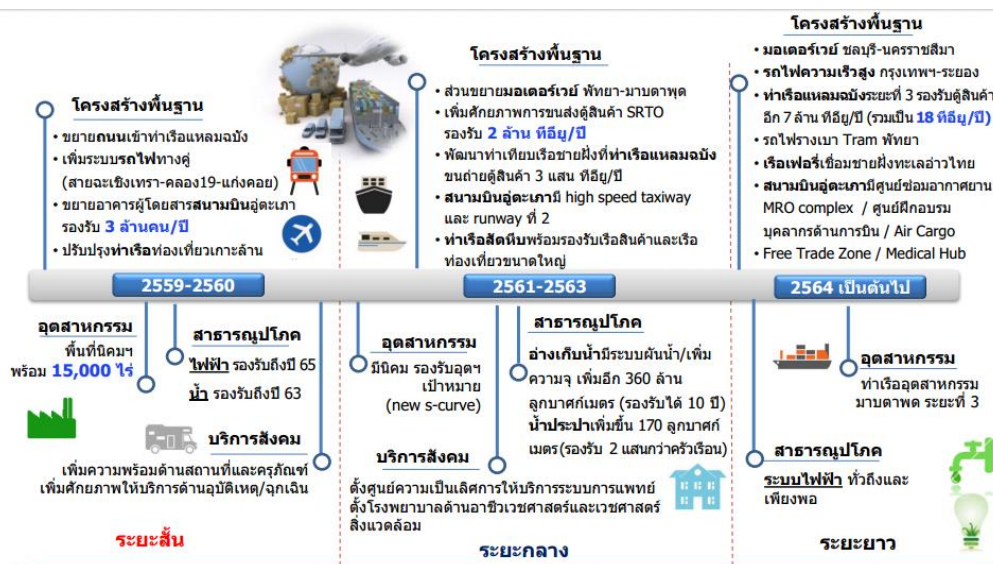 โครงสร้างพื้นฐาน
• ขยายถนนเข้าท่าเรือแหลมฉบัง
• เพิ่มระบบรถไฟทางคู่
(สายฉะเชิงเทรา-คลอง19-แก่งคอย)
• ขยายอาคารผู้โดยสารสนามบินอู่ตะเภา
รองรับ 3 ล้านคน/ปี
• ปรับปรุงท่าเรือท่องเที่ยวเกาะล้าน
โครงสร้างพื้นฐาน
• ส่วนขยายมอเตอร์เวย์ พัทยา-มาบตาพุด
• เพิ่มศักยภาพการขนส่งตู้สินค้า SRTO
รองรับ 2 ล้าน ทีอียู/ปี
• พัฒนาท่าเทียบเรือชายฝั่งที่ท่าเรือแหลมฉบัง
ขนถ่ายตู้สินค้า 3 แสน ทีอียู/ปี
• สนามบินอู่ตะเภามี high speed taxiway
และ runway ที่ 2
• ท่าเรือสัตหีบพร้อมรองรับเรือสินค้าและเรือ
ท่องเที่ยวขนาดใหญ่
โครงสร้างพื้นฐาน
• มอเตอร์เวย์ ชลบุรี-นครราชสีมา
• รถไฟความเร็วสูง กรุงเทพฯ-ระยอง
• ท่าเรือแหลมฉบังระยะที่ 3 รองรับตู้สินค้า
อีก 7 ล้าน ทีอียู/ปี (รวมเป็น 18 ทีอียู/ปี)
• รถไฟรางเบา Tram พัทยา
• เรือเฟอรี่เชื่อมชายฝั่งทะเลอ่าวไทย
• สนามบินอู่ตะเภามีศูนย์ซ่อมอากาศยาน
MRO complex / ศูนย์ฝึกอบรม
บุคลากรด้านการบิน / Air Cargo
• Free Trade Zone / Medical Hub
2559-2560
2561-2563
2564 เป็นต้นไป
อุตสาหกรรม
พื้นที่นิคมฯ
พร้อม 15,000 ไร่
สาธารณูปโภค
ไฟฟ้า รองรับถึงปี 65
น้ำ รองรับถึงปี 63
บริการสังคม
เพิ่มความพร้อมด้านสถานที่และครุภัณฑ์
เพิ่มศักยภาพให้บริการด้านอุบัติเหตุ/ฉุกเฉิน
ระยะสั้น
อุตสาหกรรม
มีนิคม รองรับอุตฯ
เป้าหมาย
(new s-curve)
สาธารณูปโภค
อ่างเก็บน้ำมีระบบผันน้ำ/เพิ่ม
ความจุ เพิ่มอีก 360 ล้าน
ลูกบาศก์เมตร (รองรับได้ 10 ปี)
น้ำประปาเพิ่มขึ้น 170 ลูกบาศก์
เมตร(รองรับ 2 แสนกว่าครัวเรือน)
บริการสังคม
ตั้งศูนย์ความเป็นเลิศการให้บริการระบบการแพทย์
ตั้งโรงพยาบาลด้านอาชีวเวชศาสตร์และเวชศาสตร์
สิ่งแวดล้อม
ระยะกลาง
อุตสาหกรรม
ท่าเรืออุตสาหกรรม
มาบตาพด ระยะที่ 3
สาธารณูปโภค
ระบบไฟฟ้า ทั่วถึงและ
เพียงพอ
ระยะยาว